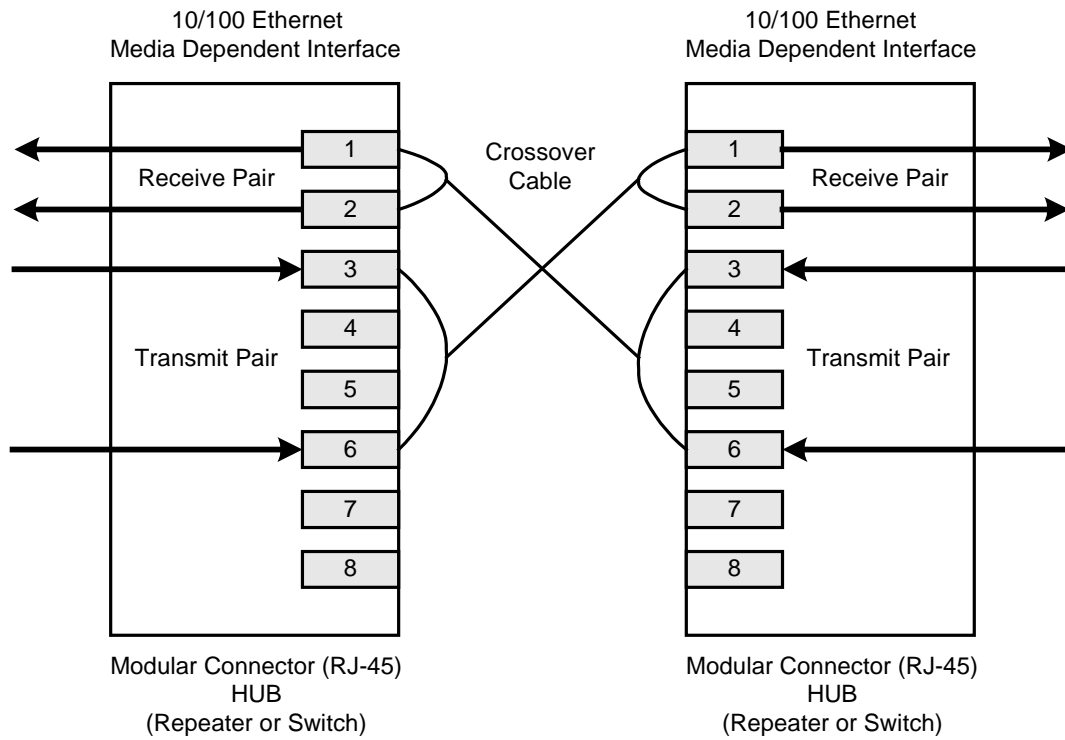 10/100 Ethernet
Media Dependent Interface
10/100 Ethernet
Media Dependent Interface
1
Receive Pair
2
3
4
Transmit Pair
5
6
7
8
Crossover
Cable
1
Receive Pair
2
3
4
Transmit Pair
5
6
7
8
Modular Connector (RJ-45)
HUB
(Repeater or Switch)
Modular Connector (RJ-45)
HUB
(Repeater or Switch)